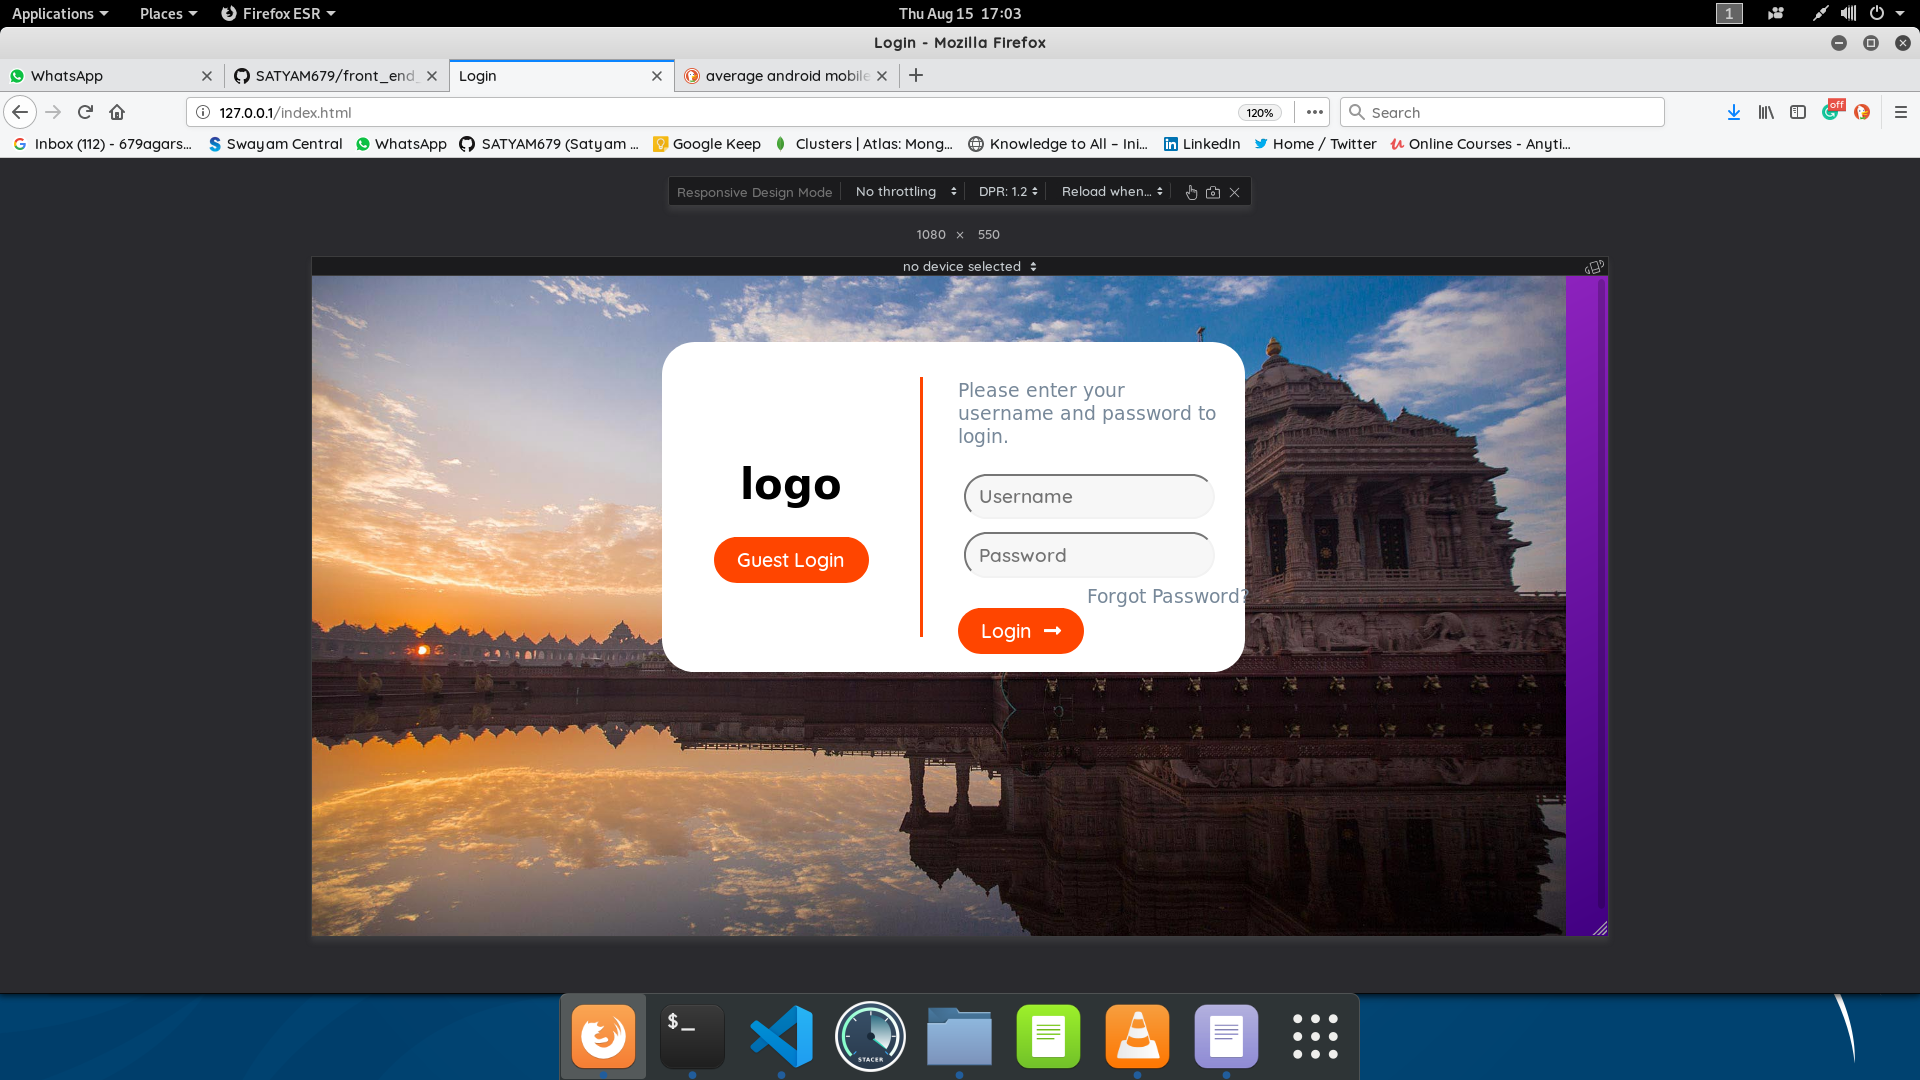 Applications Places Firefox ESR Thu Aug 15 17:03 1
Login - Mozilla Firefox
WhatsApp SATYAM679/front_end_ Login average android mobile
127.0.0.1/index.html 120% Search off
Inbox (112) - 679agars... Swayam Central WhatsApp SATYAM679 (Satyam ... Google Keep Clusters | Atlas: Mong... Knowledge to All – Ini... LinkedIn Home / Twitter Online Courses - Anyti...
Responsive Design Mode No throttling DPR: 1.2 Reload when...
1080 × 550
no device selected
logo
Guest Login
Please enter your
username and password to
login.
Username
Password
Forgot Password?
Login
$_
STACER